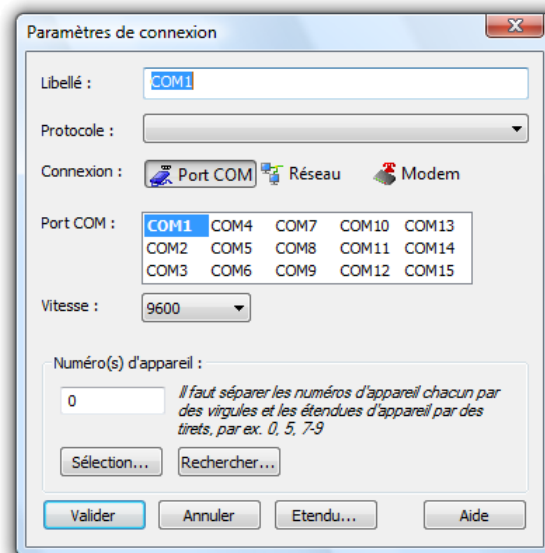 Paramètres de connexion
Libellé : COM1
Protocole :
Connexion : Port COM Réseau Modem
Port COM : COM1 COM4 COM7 COM10 COM13
COM2 COM5 COM8 COM11 COM14
COM3 COM6 COM9 COM12 COM15
Vitesse : 9600
Numéro(s) d'appareil :
0 Il faut séparer les numéros d'appareil chacun par
des virgules et les étendues d'appareil par des
tirets, par ex. 0, 5, 7-9
Sélection... Rechercher...
Valider Annuler Etendu... Aide